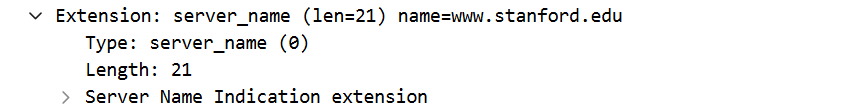 Extension: server_name (len=21) name=www.stanford.edu
Type: server_name (0)
Length: 21
Server Name Indication extension